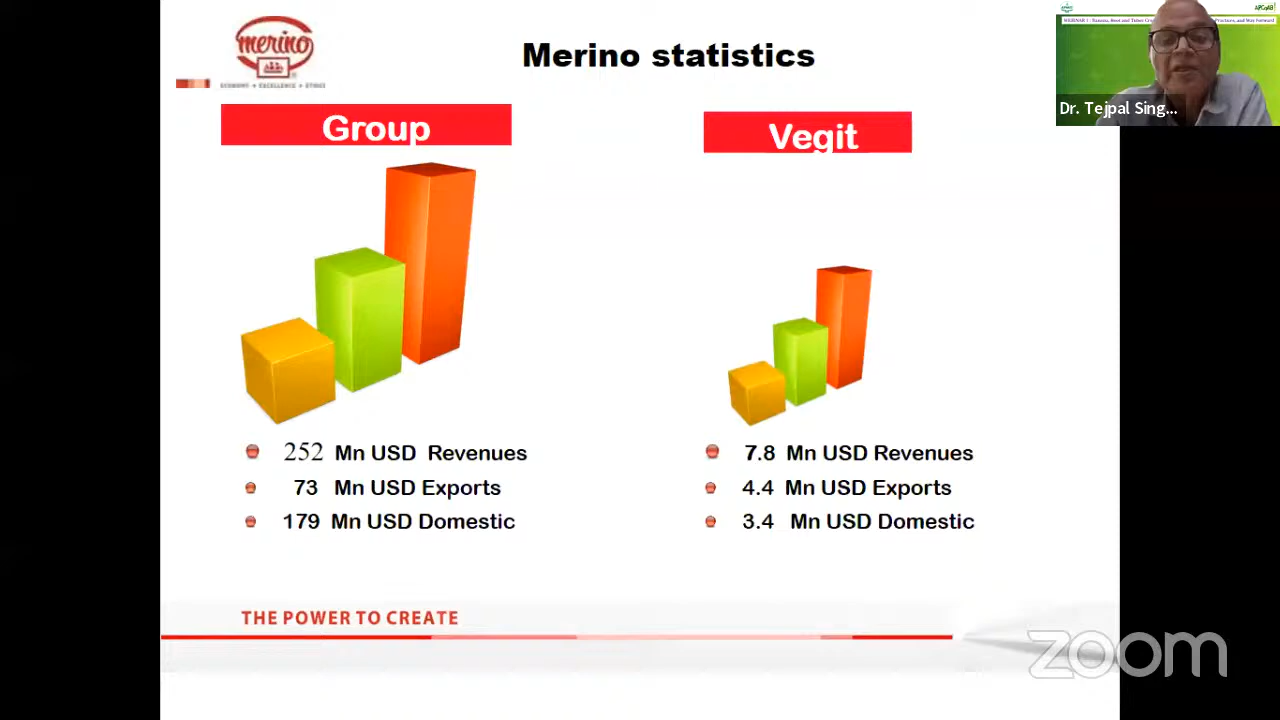 merino
ECONOMY + EXCELLENCE + ETHICS
Merino statistics
Group
252 Mn USD Revenues
73 Mn USD Exports
179 Mn USD Domestic
Vegit
7.8 Mn USD Revenues
4.4 Mn USD Exports
3.4 Mn USD Domestic
THE POWER TO CREATE
Dr. Tejpal Sing...
zoom